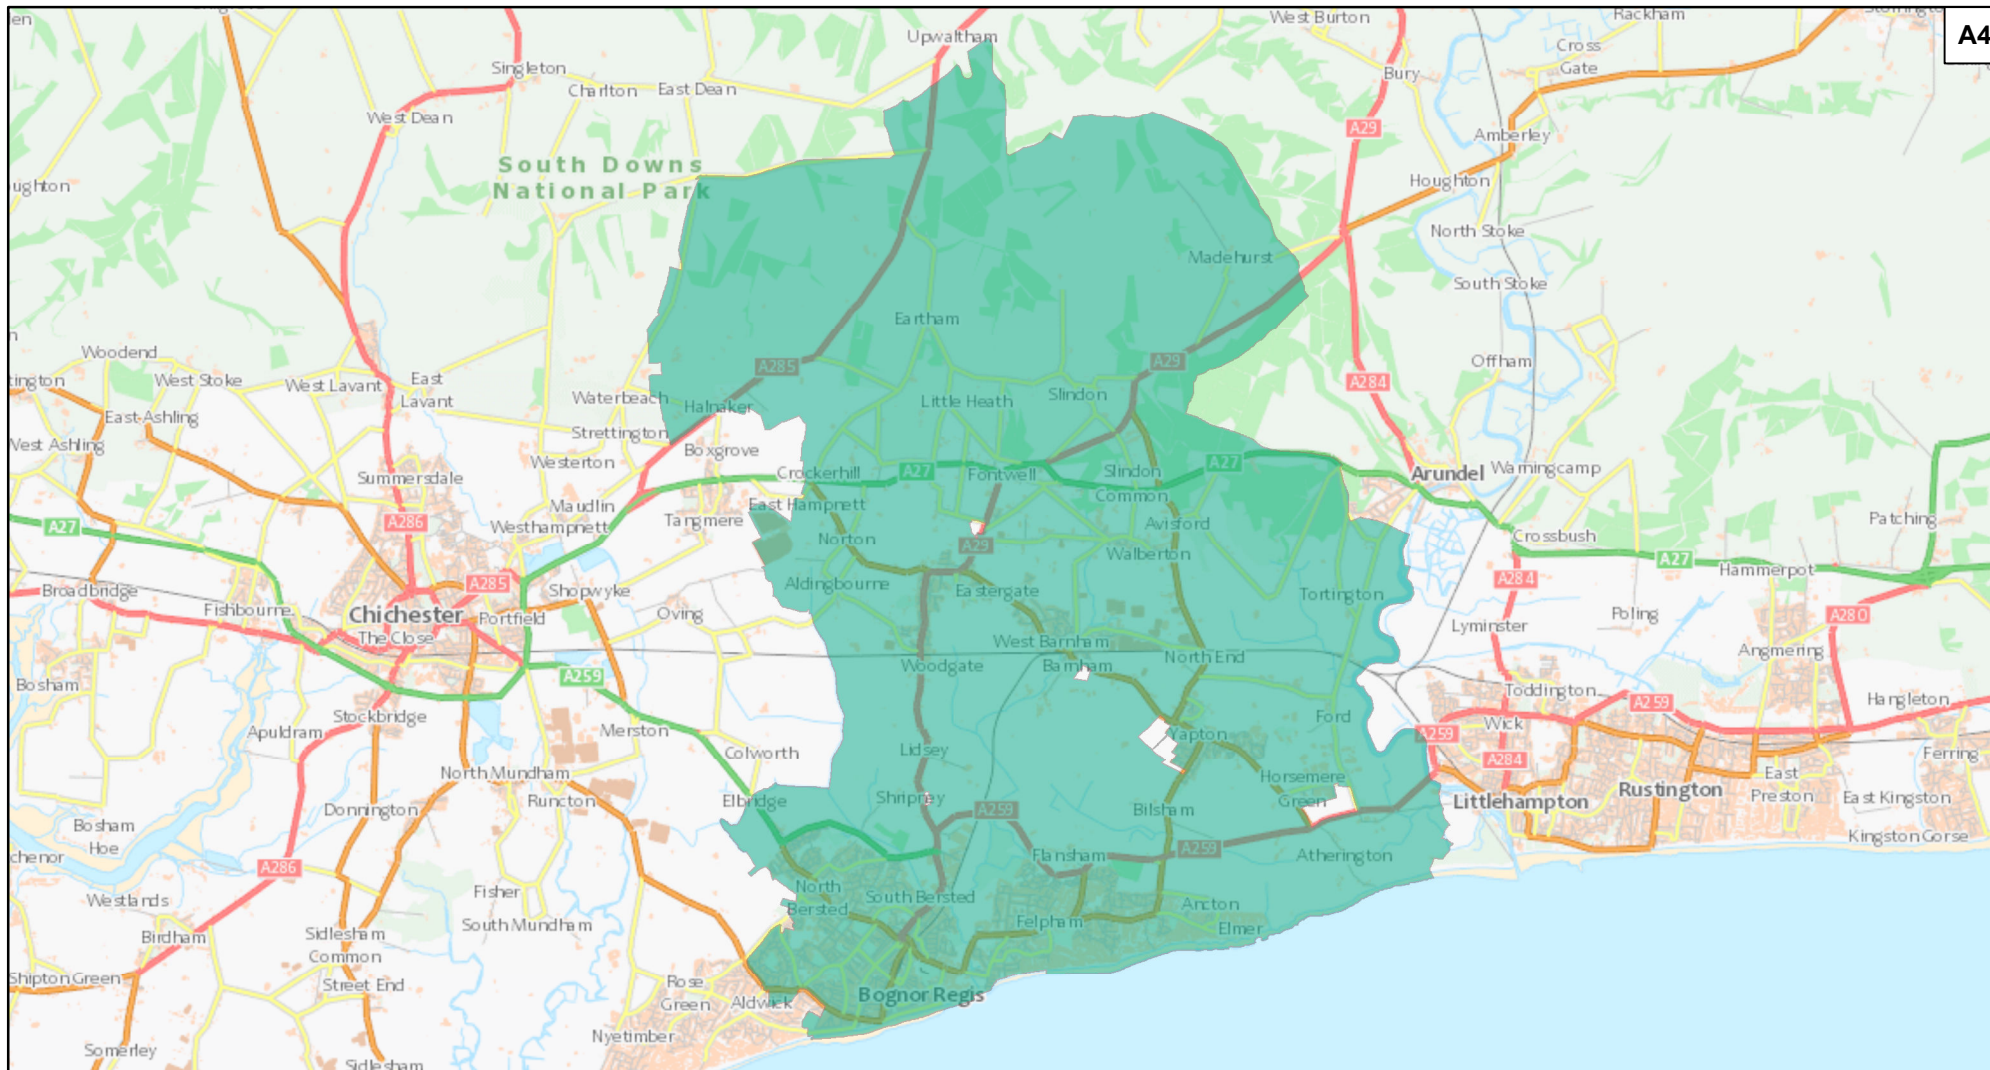 Upwaltham
West Burton
Rackham
A4
Singleton
Charlton
East Dean
Bury
Cross
Gate
West Dean
A29
Amberley
South Downs
National Park
Houghton
North Stoke
Madehurst
South Stoke
Eartham
Woodend
West Stoke
West Lavant
East
Lavant
A285
A29
A284
Offham
Waterbeach
Halnaker
Little Heath
Slindon
East Ashling
Strettington
West Ashling
Westerton
Boxgrove
Summersdale
Crockerhill
A27
Fontwell
Slindon
Common
A27
Arundel
Warningcamp
Maudlin
East Hampnett
A27
A286
Westhampnett
Tangmere
Norton
A29
Avisford
Walberton
Crossbush
Patching
A27
Hammerpot
Broadbridge
Fishbourne
A285
Shopwyke
Aldingbourne
Eastergate
Tortington
A284
Chichester
The Close
Portfield
Oving
West Barnham
Lyminster
Poling
A280
Bosham
A259
Woodgate
Barnham
North End
Angmering
Toddington
Hangleton
Apuldram
Stockbridge
Merston
Colworth
Lidsey
Yapton
Ford
A259
Wick
A259
Ferring
North Mundham
Runcton
Elbridge
Shripney
A259
Horsemere
Green
A284
Littlehampton
Rustington
East
Preston
East Kingston
Donnington
Bilsham
Bosham
Hoe
Kingston Gorse
A286
Flansham
A259
Atherington
Westlands
Fisher
South Mundham
North
Bersted
South Bersted
Felpham
Ancton
Elmer
Birdham
Sidlesham
Common
Shipton Green
Street End
Rose
Green
Aldwick
Bognor Regis
Nyetimber
Somerley
Sidlesham